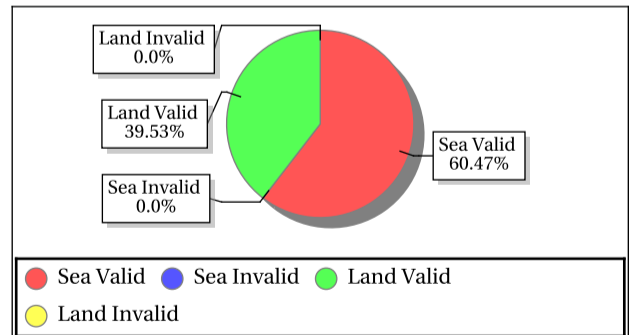 Land Invalid
0.0%
Land Valid
39.53%
Sea Valid
60.47%
Sea Invalid
0.0%
Sea Valid Sea Invalid Land Valid
Land Invalid